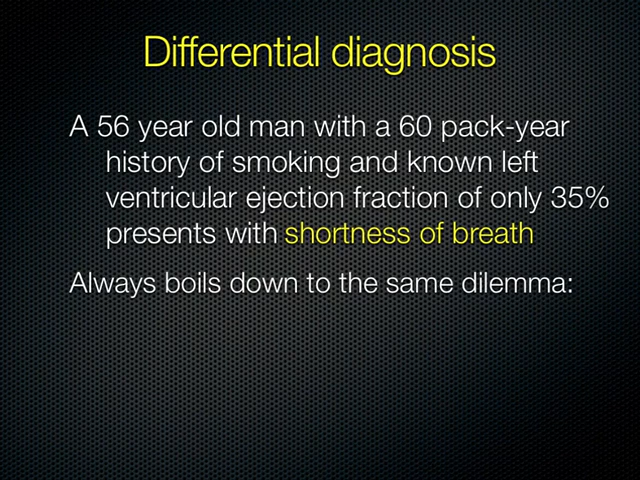 Differential diagnosis
A 56 year old man with a 60 pack-year
history of smoking and known left
ventricular ejection fraction of only 35%
presents with shortness of breath
Always boils down to the same dilemma: